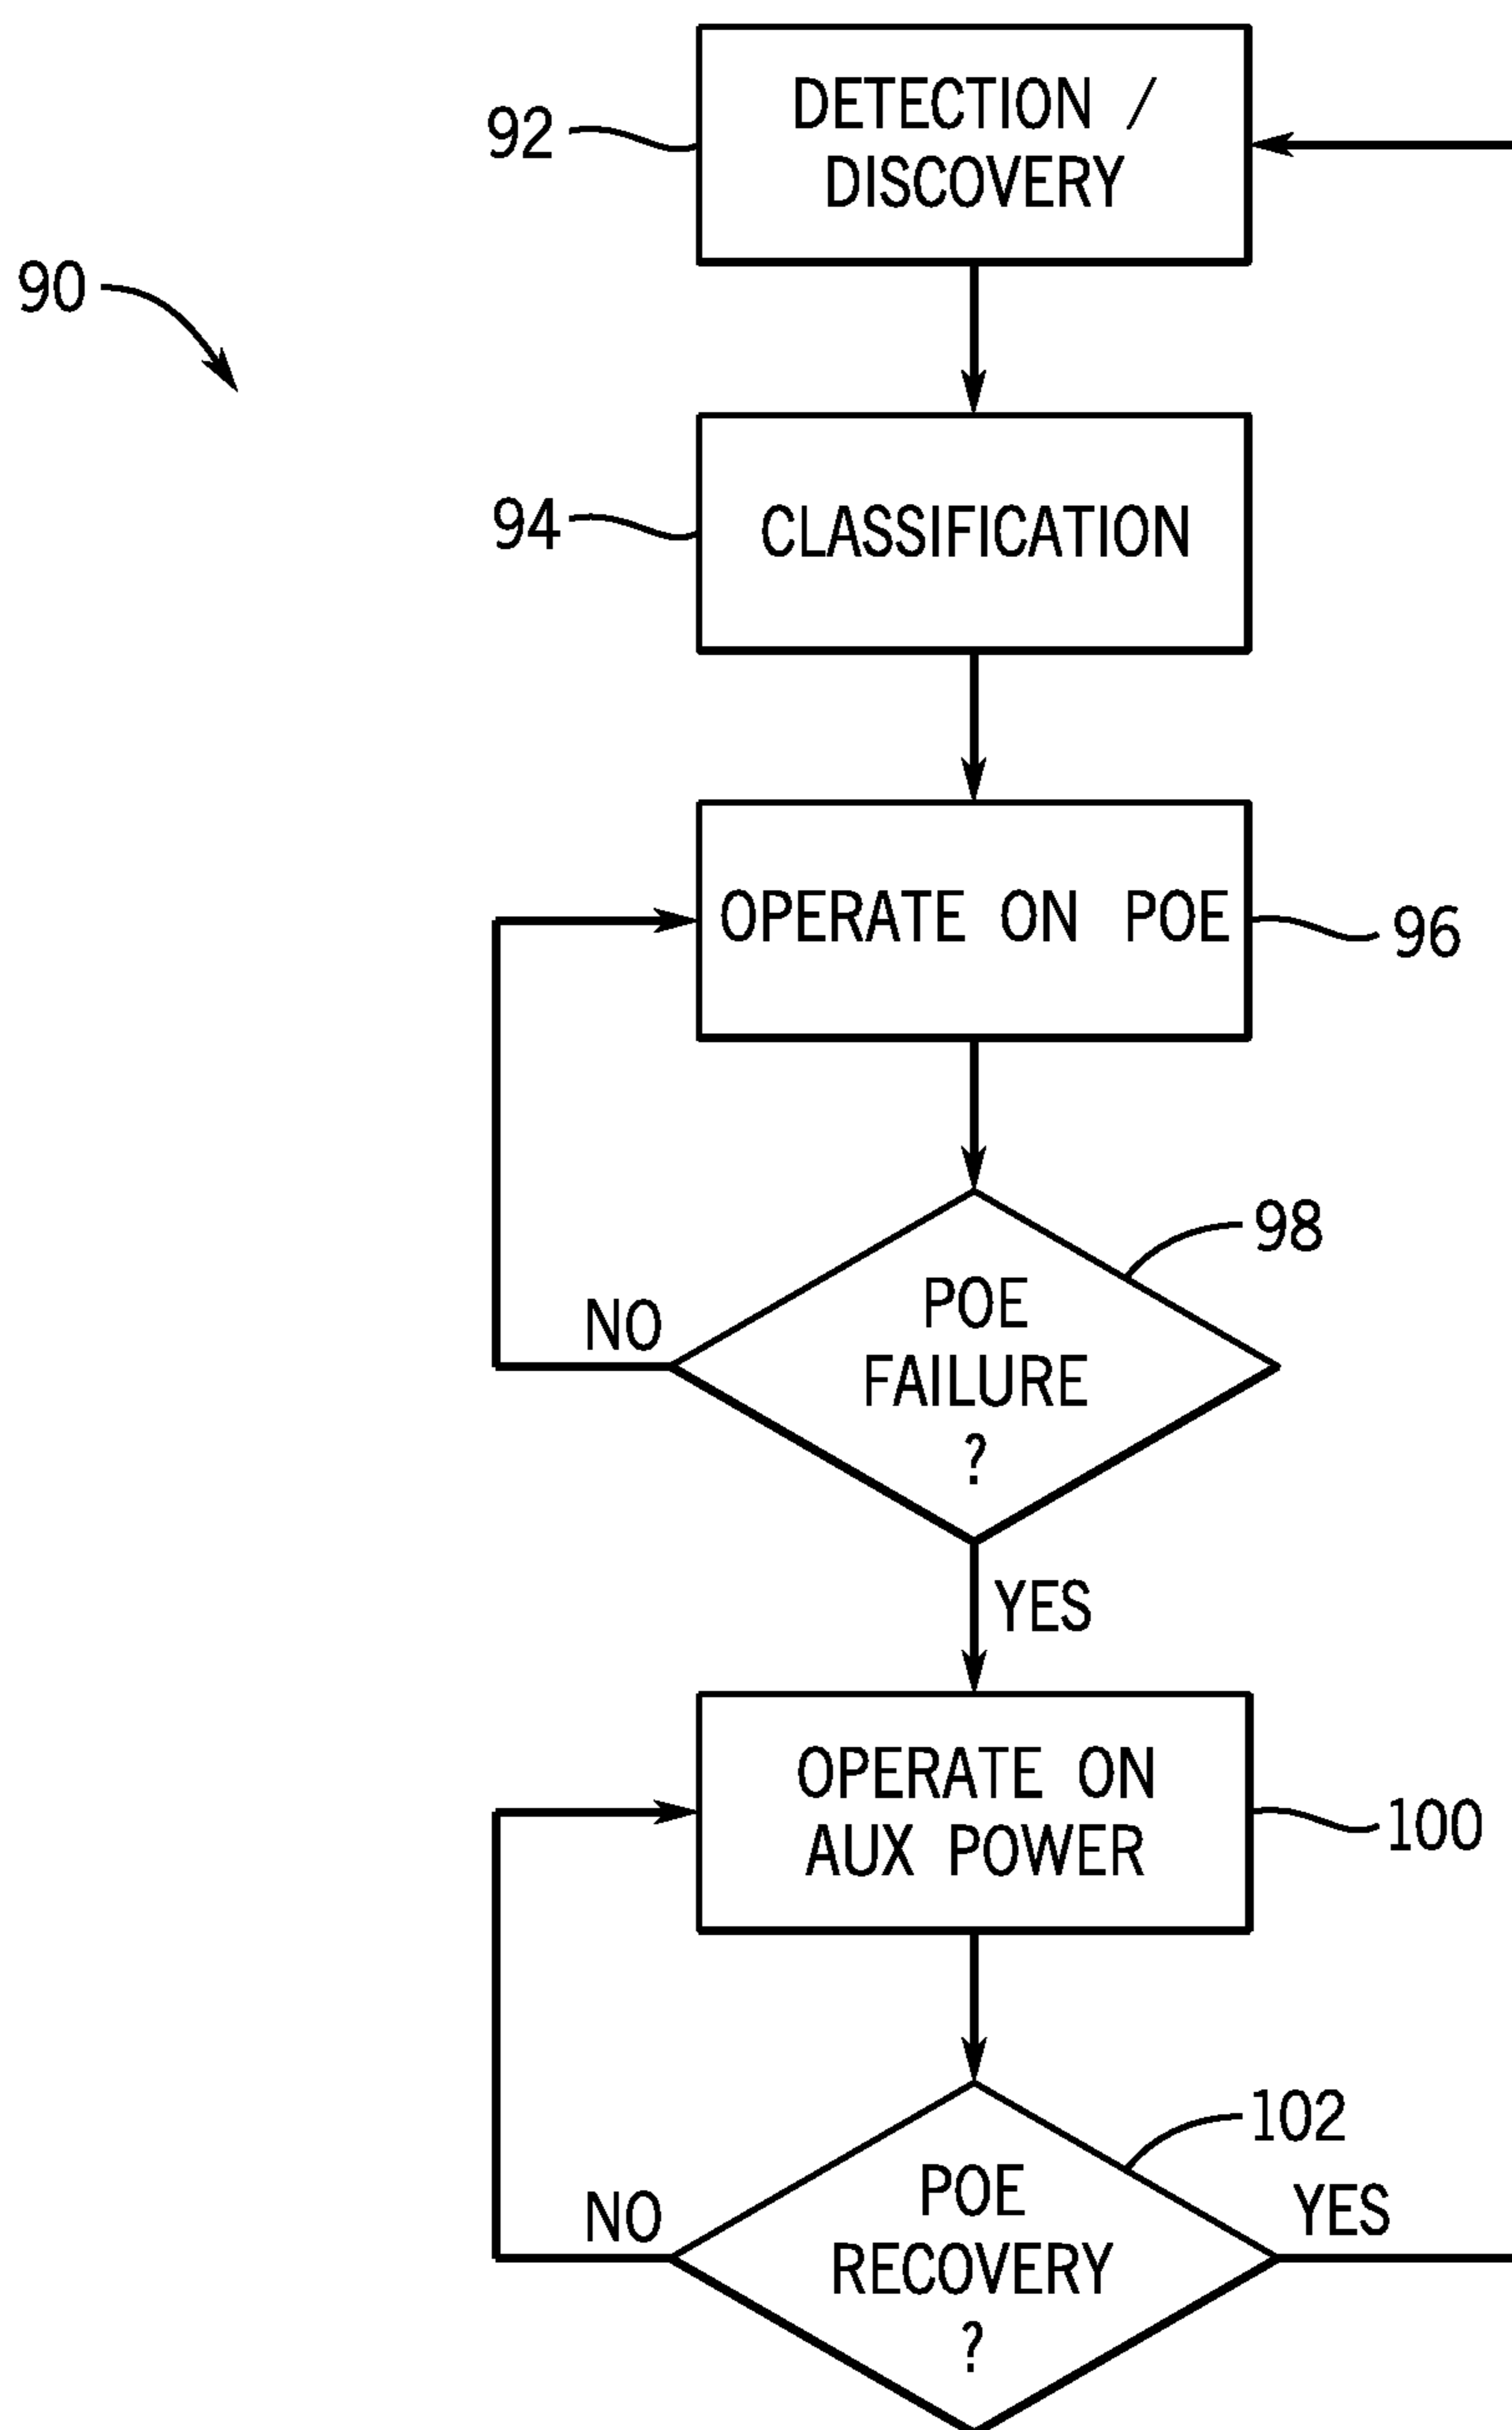 DETECTION /
DISCOVERY
92
90
94
CLASSIFICATION
OPERATE ON POE
96
98
POE
FAILURE
?
NO
YES
OPERATE ON
AUX POWER
100
102
POE
RECOVERY
?
NO
YES